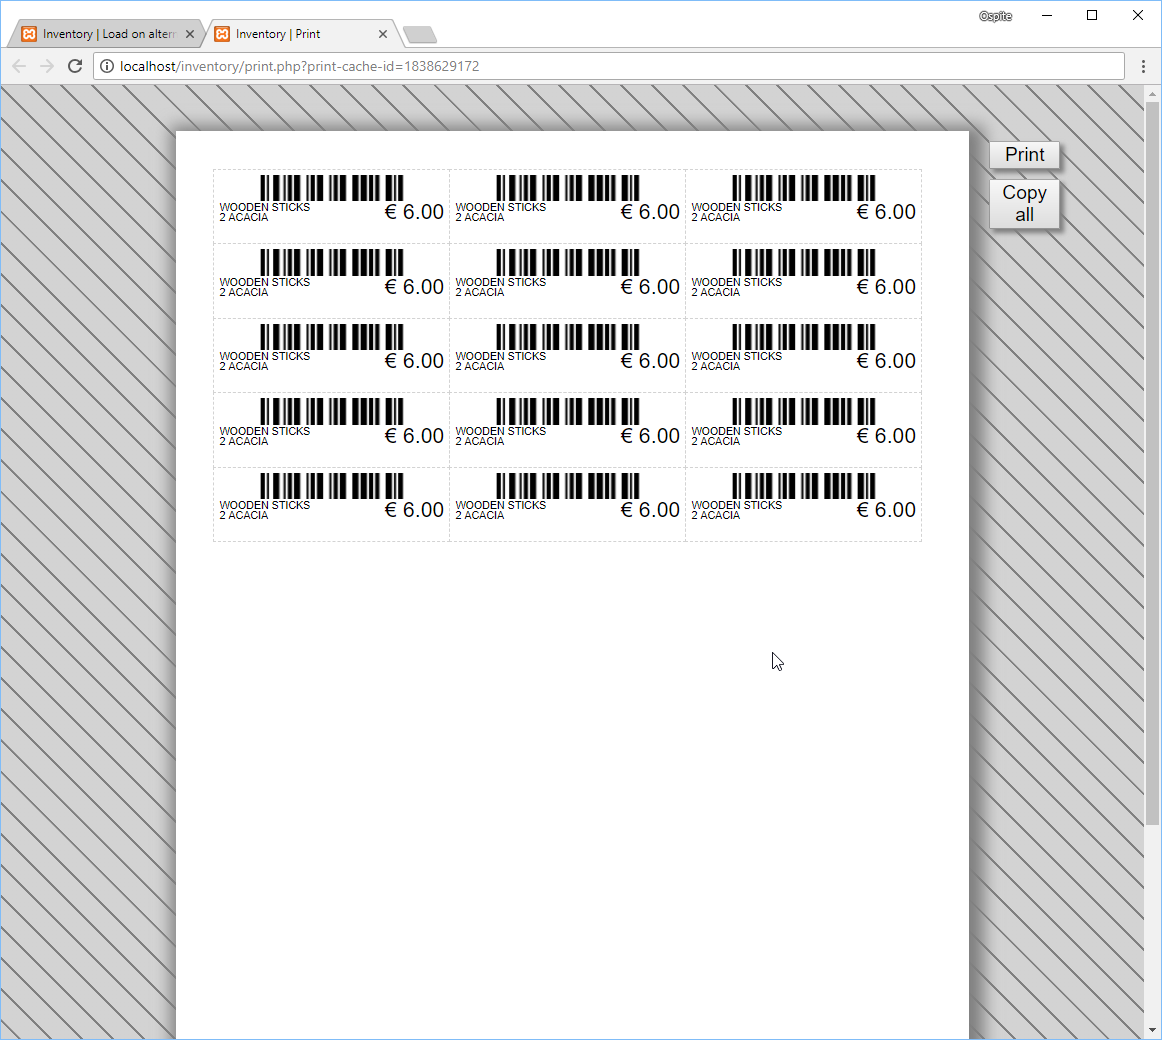 Ospite
Inventory | Load on altern
Inventory | Print
localhost/inventory/print.php?print-cache-id=1838629172
Print
Copy
all
WOODEN STICKS
2 ACACIA
€ 6.00
WOODEN STICKS
2 ACACIA
€ 6.00
WOODEN STICKS
2 ACACIA
€ 6.00
WOODEN STICKS
2 ACACIA
€ 6.00
WOODEN STICKS
2 ACACIA
€ 6.00
WOODEN STICKS
2 ACACIA
€ 6.00
WOODEN STICKS
2 ACACIA
€ 6.00
WOODEN STICKS
2 ACACIA
€ 6.00
WOODEN STICKS
2 ACACIA
€ 6.00
WOODEN STICKS
2 ACACIA
€ 6.00
WOODEN STICKS
2 ACACIA
€ 6.00
WOODEN STICKS
2 ACACIA
€ 6.00
WOODEN STICKS
2 ACACIA
€ 6.00
WOODEN STICKS
2 ACACIA
€ 6.00
WOODEN STICKS
2 ACACIA
€ 6.00